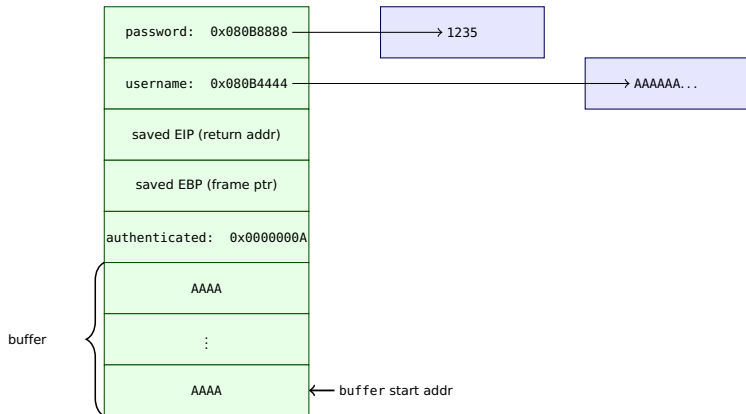 password: 0x080B8888
1235
username: 0x080B4444
AAAAAA...
saved EIP (return addr)
saved EBP (frame ptr)
authenticated: 0x0000000A
AAAA
buffer
⋮
AAAA
buffer start addr